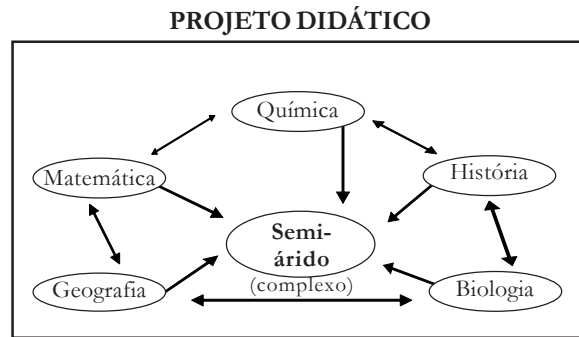 PROJETO DIDÁTICO
Química
Matemática
História
Semi-
árido
(complexo)
Geografia
Biologia